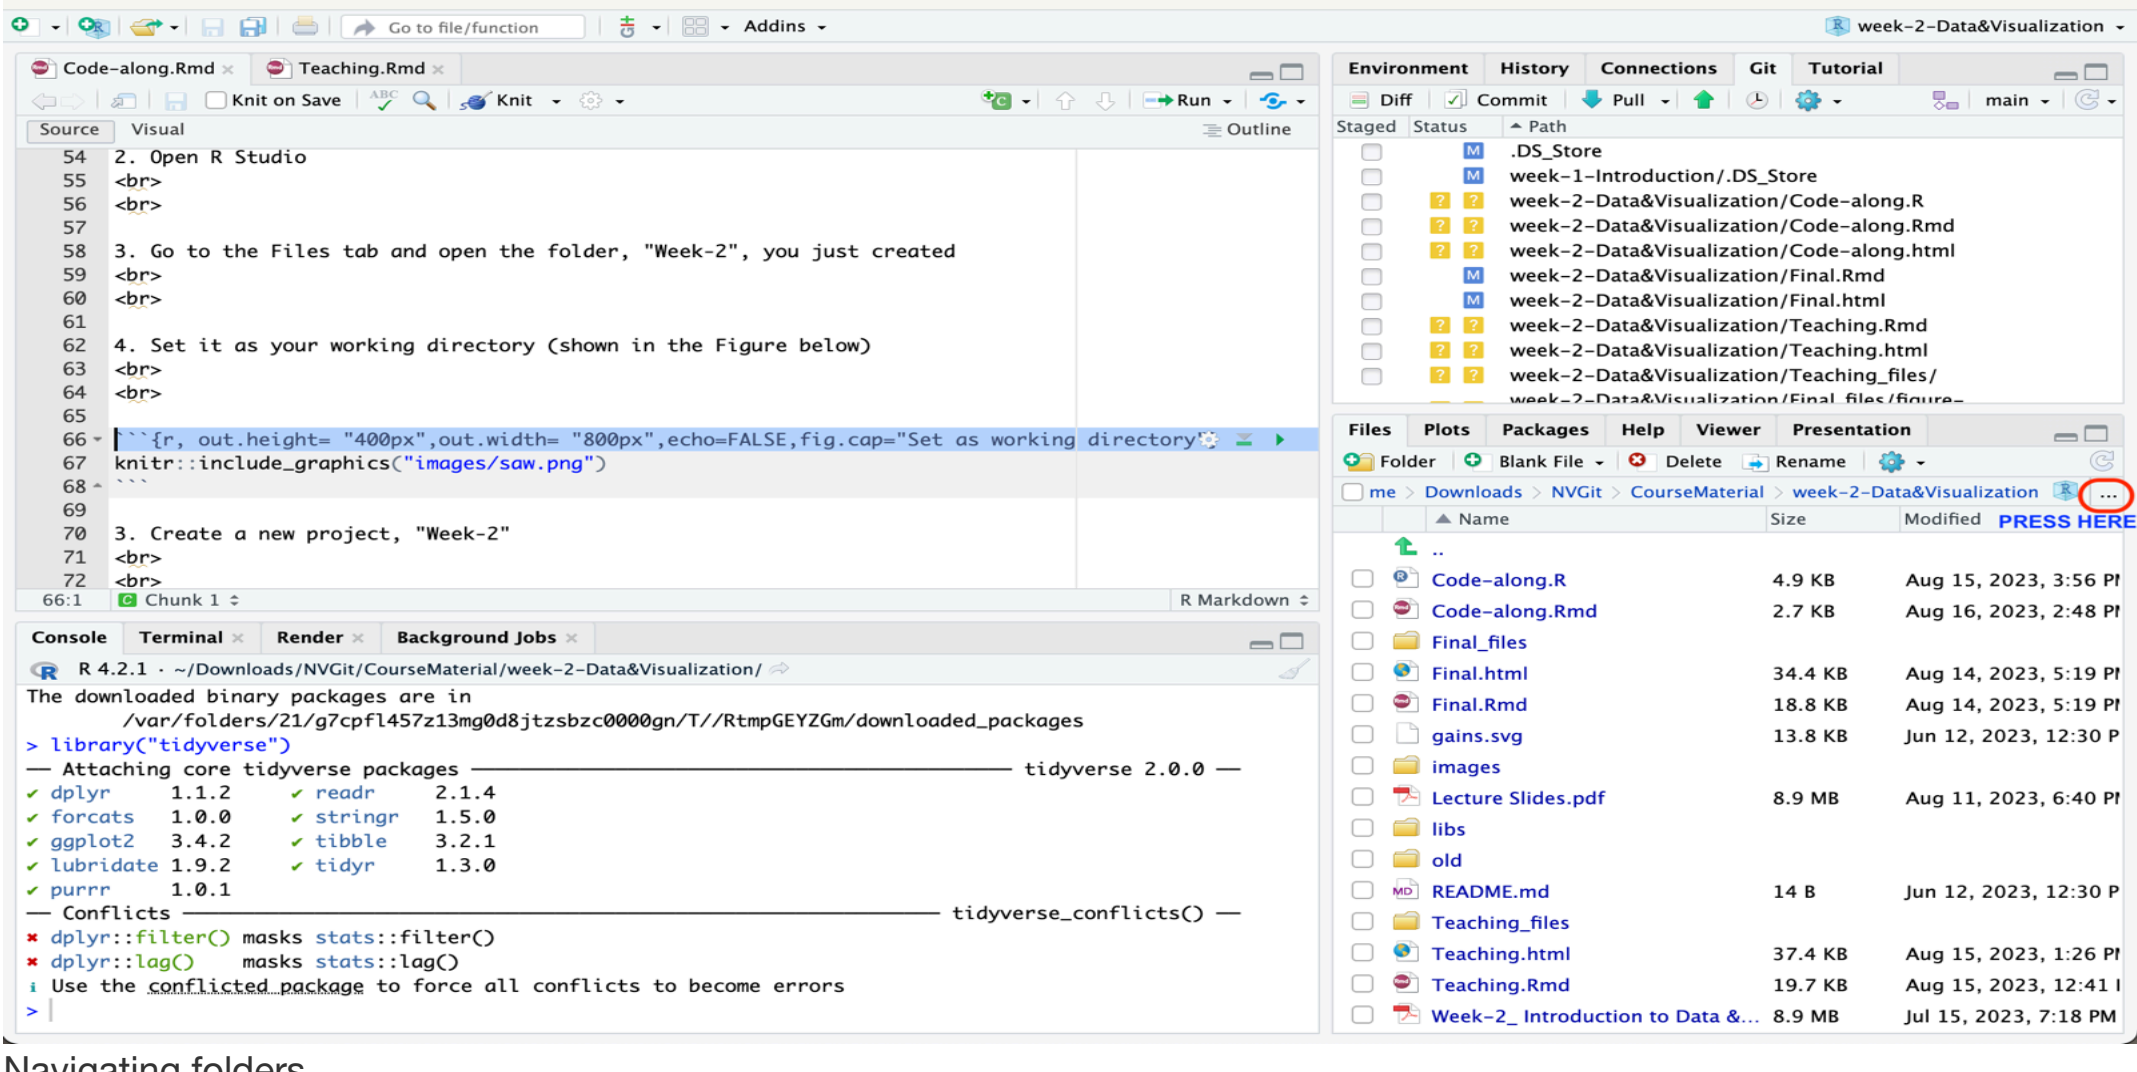 Go to file/function
Addins
week-2-Data&Visualization
Code-along.Rmd
Teaching.Rmd
Knit on Save
ABC
Knit
Run
Source
Visual
Outline
54 2. Open R Studio
55 <br>
56 <br>
57
58 3. Go to the Files tab and open the folder, "Week-2", you just created
59 <br>
60 <br>
61
62 4. Set it as your working directory (shown in the Figure below)
63 <br>
64 <br>
65
66 ```{r, out.height= "400px",out.width= "800px",echo=FALSE,fig.cap="Set as working directory"
67 knitr::include_graphics("images/saw.png")
68 ```
69
70 3. Create a new project, "Week-2"
71 <br>
72 <br>
66:1
Chunk 1
R Markdown
Console
Terminal
Render
Background Jobs
R 4.2.1 · ~/Downloads/NVGit/CourseMaterial/week-2-Data&Visualization/
The downloaded binary packages are in
/var/folders/21/g7cpfl457z13mg0d8jtzsbzc0000gn/T//RtmpGEYZGm/downloaded_packages
> library("tidyverse")
── Attaching core tidyverse packages ── tidyverse 2.0.0 ──
✔ dplyr 1.1.2 ✔ readr 2.1.4
✔ forcats 1.0.0 ✔ stringr 1.5.0
✔ ggplot2 3.4.2 ✔ tibble 3.2.1
✔ lubridate 1.9.2 ✔ tidyr 1.3.0
✔ purrr 1.0.1
── Conflicts ── tidyverse_conflicts() ──
✖ dplyr::filter() masks stats::filter()
✖ dplyr::lag() masks stats::lag()
ℹ Use the conflicted package to force all conflicts to become errors
>
Environment
History
Connections
Git
Tutorial
Diff
Commit
Pull
main
Staged Status Path
M .DS_Store
M week-1-Introduction/.DS_Store
? ? week-2-Data&Visualization/Code-along.R
? ? week-2-Data&Visualization/Code-along.Rmd
? ? week-2-Data&Visualization/Code-along.html
M week-2-Data&Visualization/Final.Rmd
M week-2-Data&Visualization/Final.html
? ? week-2-Data&Visualization/Teaching.Rmd
? ? week-2-Data&Visualization/Teaching.html
? ? week-2-Data&Visualization/Teaching_files/
week-2-Data&Visualization/Final_files/figure-
Files
Plots
Packages
Help
Viewer
Presentation
Folder
Blank File
Delete
Rename
me > Downloads > NVGit > CourseMaterial > week-2-Data&Visualization
...
Name Size Modified
PRESS HERE
..
Code-along.R 4.9 KB Aug 15, 2023, 3:56 PM
Code-along.Rmd 2.7 KB Aug 16, 2023, 2:48 PM
Final_files
Final.html 34.4 KB Aug 14, 2023, 5:19 PM
Final.Rmd 18.8 KB Aug 14, 2023, 5:19 PM
gains.svg 13.8 KB Jun 12, 2023, 12:30 P
images
Lecture Slides.pdf 8.9 MB Aug 11, 2023, 6:40 PM
libs
old
README.md 14 B Jun 12, 2023, 12:30 P
Teaching_files
Teaching.html 37.4 KB Aug 15, 2023, 1:26 PM
Teaching.Rmd 19.7 KB Aug 15, 2023, 12:41
Week-2_ Introduction to Data &... 8.9 MB Jul 15, 2023, 7:18 PM
Navigating folders